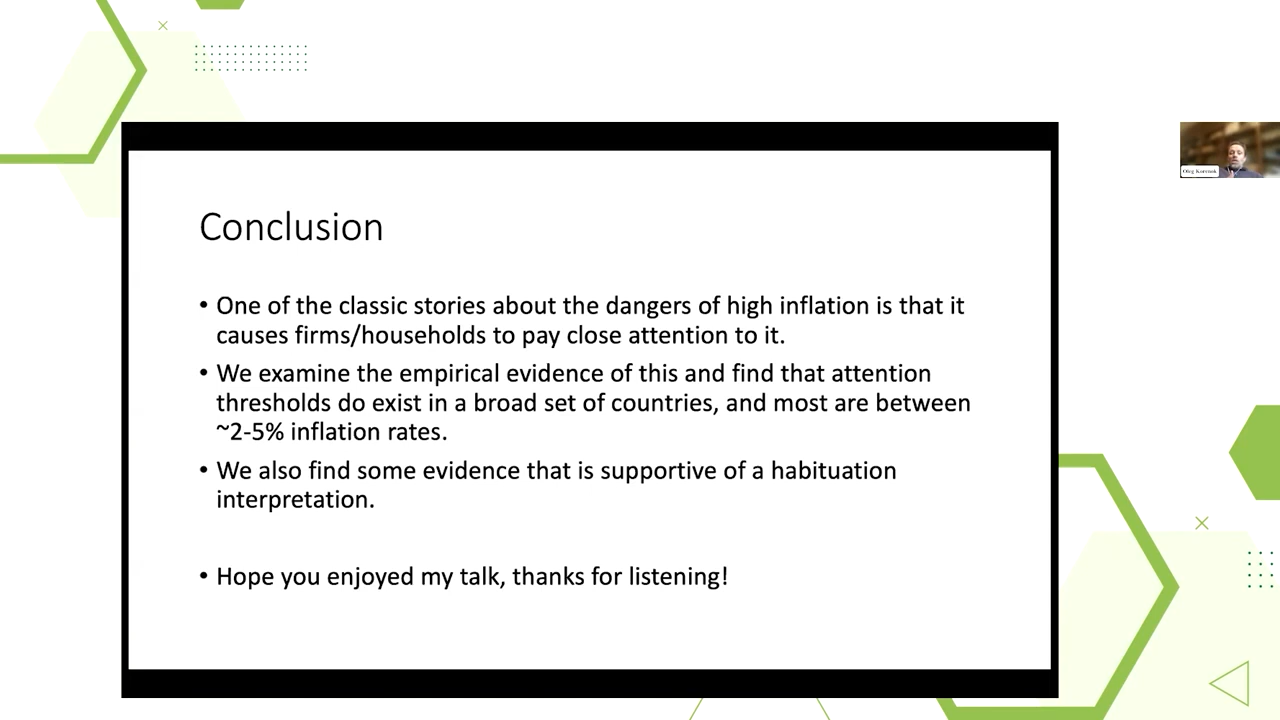 Conclusion
• One of the classic stories about the dangers of high inflation is that it
causes firms/households to pay close attention to it.
• We examine the empirical evidence of this and find that attention
thresholds do exist in a broad set of countries, and most are between
~2-5% inflation rates.
• We also find some evidence that is supportive of a habituation
interpretation.
• Hope you enjoyed my talk, thanks for listening!
Oleg Korenok